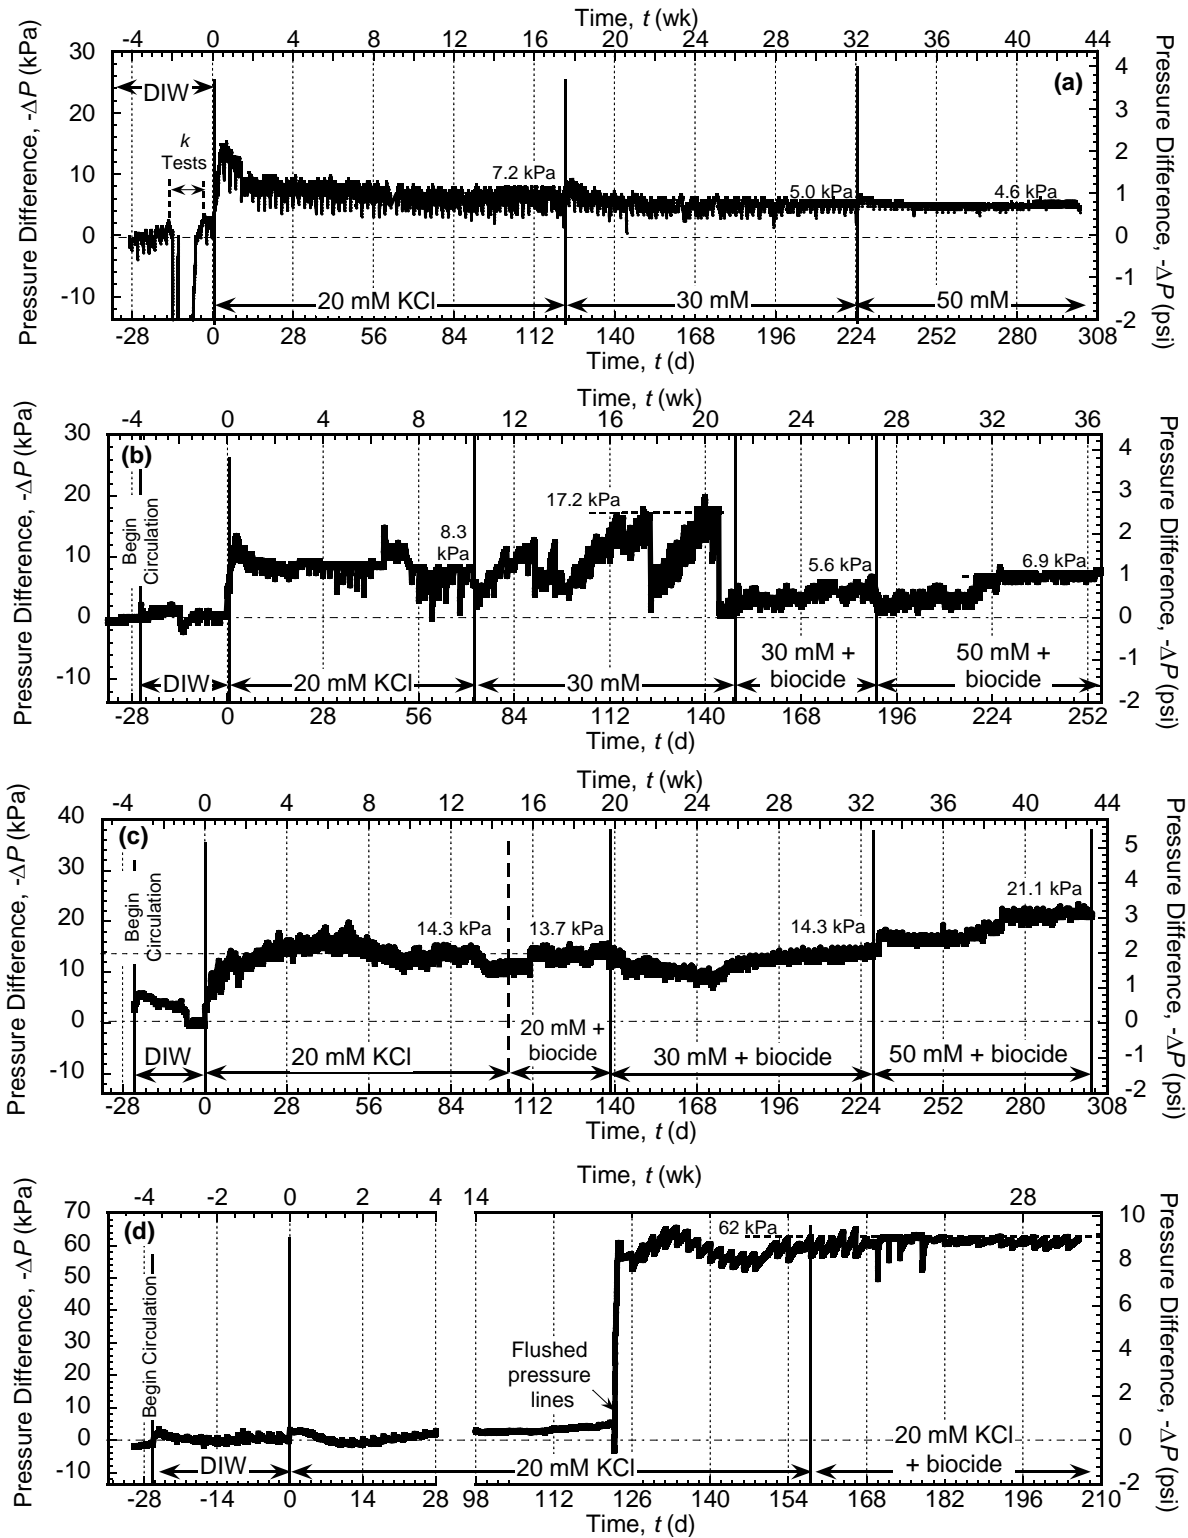 Time, t (wk)
-4 0 4 8 12 16 20 24 28 32 36 40 44
Pressure Difference, -ΔP (kPa)
30
20
10
0
-10
DIW
k
Tests
(a)
7.2 kPa
5.0 kPa
4.6 kPa
20 mM KCl
30 mM
50 mM
4
3
2
1
0
-1
-2
Pressure Difference, -ΔP (psi)
-28 0 28 56 84 112 140 168 196 224 252 280 308
Time, t (d)
Time, t (wk)
-4 0 4 8 12 16 20 24 28 32 36
Pressure Difference, -ΔP (kPa)
30
20
10
0
-10
(b)
Begin
Circulation
8.3
kPa
17.2 kPa
5.6 kPa
6.9 kPa
DIW
20 mM KCl
30 mM
30 mM +
biocide
50 mM +
biocide
4
3
2
1
0
-1
-2
Pressure Difference, -ΔP (psi)
-28 0 28 56 84 112 140 168 196 224 252
Time, t (d)
Time, t (wk)
-4 0 4 8 12 16 20 24 28 32 36 40 44
Pressure Difference, -ΔP (kPa)
40
30
20
10
0
-10
(c)
Begin
Circulation
14.3 kPa
13.7 kPa
14.3 kPa
21.1 kPa
DIW
20 mM KCl
20 mM +
biocide
30 mM + biocide
50 mM + biocide
5
4
3
2
1
0
-1
-2
Pressure Difference, -ΔP (psi)
-28 0 28 56 84 112 140 168 196 224 252 280 308
Time, t (d)
Time, t (wk)
-4 -2 0 2 4 14 28
Pressure Difference, -ΔP (kPa)
70
60
50
40
30
20
10
0
-10
(d)
Begin Circulation
62 kPa
Flushed
pressure
lines
DIW
20 mM KCl
20 mM KCl
+ biocide
10
8
6
4
2
0
-2
Pressure Difference, -ΔP (psi)
-28 -14 0 14 28 98 112 126 140 154 168 182 196 210
Time, t (d)